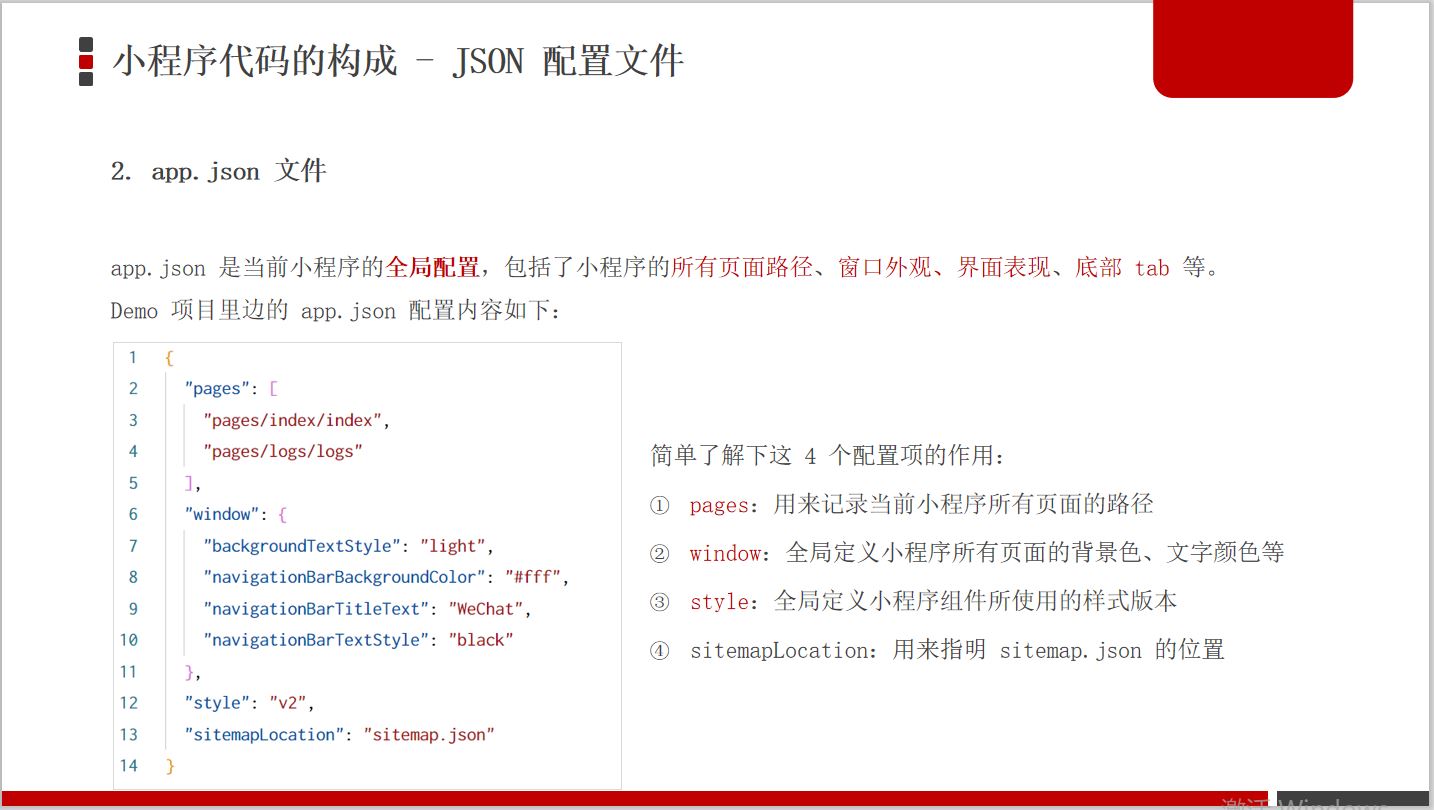 小程序代码的构成 - JSON 配置文件
2. app.json 文件
app.json 是当前小程序的全局配置，包括了小程序的所有页面路径、窗口外观、界面表现、底部 tab 等。
Demo 项目里边的 app.json 配置内容如下：
1 {
2 "pages": [
3 "pages/index/index",
4 "pages/logs/logs"
5 ],
6 "window": {
7 "backgroundTextStyle": "light",
8 "navigationBarBackgroundColor": "#fff",
9 "navigationBarTitleText": "WeChat",
10 "navigationBarTextStyle": "black"
11 },
12 "style": "v2",
13 "sitemapLocation": "sitemap.json"
14 }
简单了解下这 4 个配置项的作用：
① pages：用来记录当前小程序所有页面的路径
② window：全局定义小程序所有页面的背景色、文字颜色等
③ style：全局定义小程序组件所使用的样式版本
④ sitemapLocation：用来指明 sitemap.json 的位置
激活 Windows